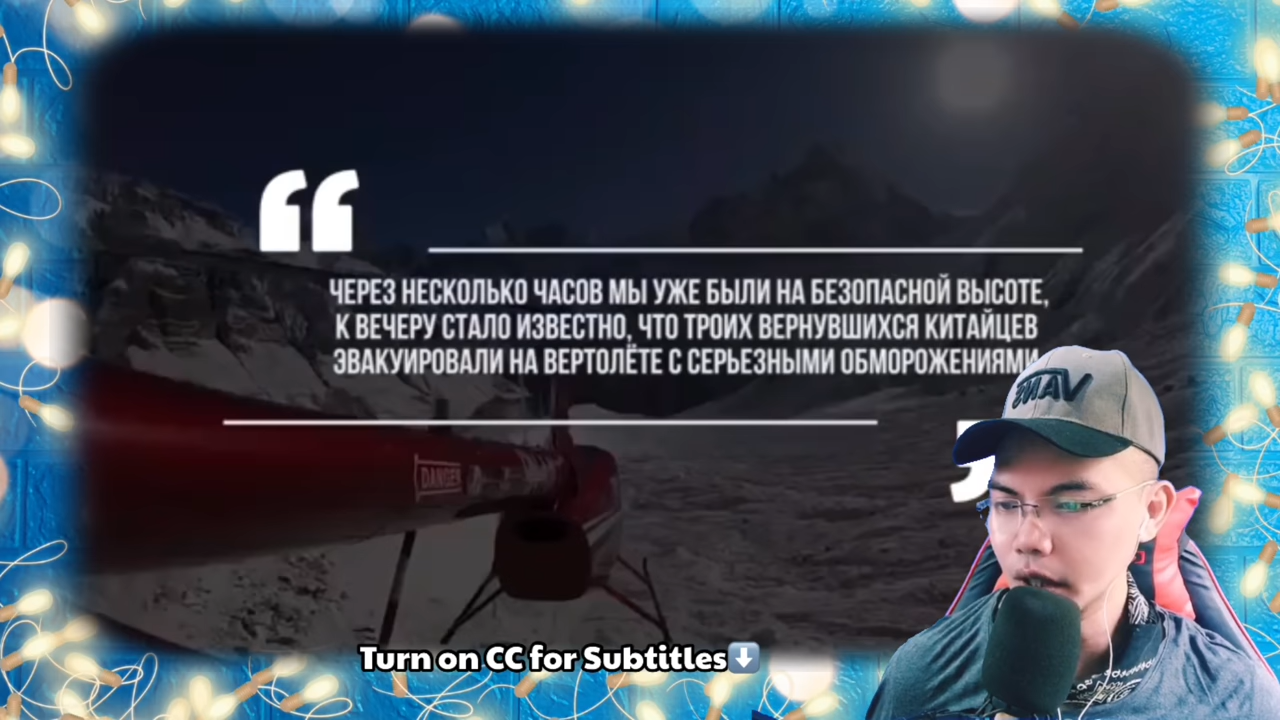 ЧЕРЕЗ НЕСКОЛЬКО ЧАСОВ МЫ УЖЕ БЫЛИ НА БЕЗОПАСНОЙ ВЫСОТЕ,
К ВЕЧЕРУ СТАЛО ИЗВЕСТНО, ЧТО ТРОИХ ВЕРНУВШИХСЯ КИТАЙЦЕВ
ЭВАКУИРОВАЛИ НА ВЕРТОЛЁТЕ С СЕРЬЕЗНЫМИ ОБМОРОЖЕНИЯМИ
VANS
DANGER
Turn on CC for Subtitles⬇️